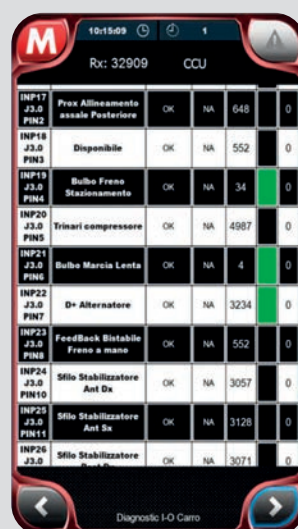 M 10:15:09 1
Rx: 32909 CCU
INP17 J3.0 PIN2 Prox Allineamento assale Posteriore OK NA 648 0
INP18 J3.0 PIN3 Disponibile OK NA 552 0
INP19 J3.0 PIN4 Bulbo Freno Stazionamento OK NA 34 0
INP20 J3.0 PIN5 Trinari compressore OK NA 4987 0
INP21 J3.0 PIN6 Bulbo Marcia Lenta OK NA 4 0
INP22 J3.0 PIN7 D+ Alternatore OK NA 3234 0
INP23 J3.0 PIN8 FeedBack Bistabile Freno a mano OK NA 552 0
INP24 J3.0 PIN10 Sfilo Stabilizzatore Ant Dx OK NA 3057 0
INP25 J3.0 PIN11 Sfilo Stabilizzatore Ant Sx OK NA 3128 0
INP26 J3.0 Sfilo Stabilizzatore OK NA 3071 0
Diagnostic I-O Carro